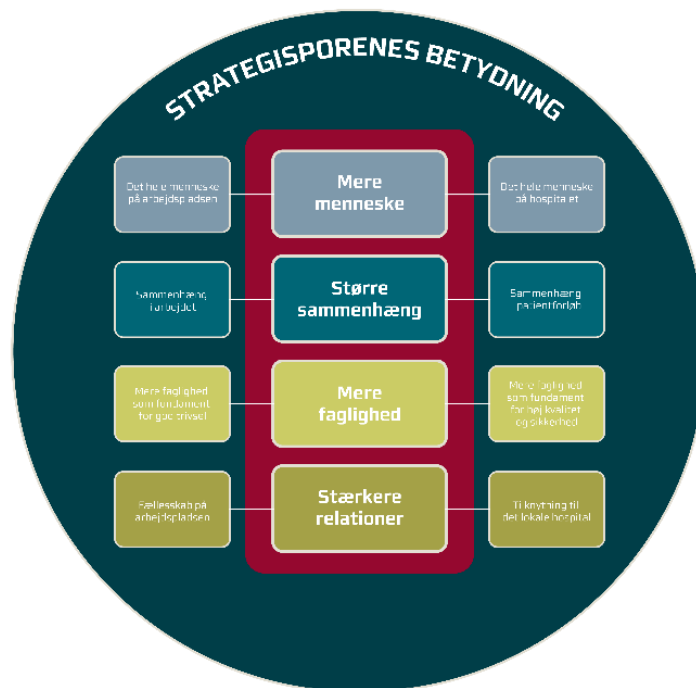 STRATEGISPORENES BETYDNING
Det hele menneske
på arbejdspladsen
Mere
menneske
Det hele menneske
på hospitalet
Sammenhæng
i arbejdet
Større
sammenhæng
Sammenhæng
patientforløb
Mere faglighed
som fundament
for god trivsel
Mere
faglighed
Mere faglighed
som fundament
for høj kvalitet
og sikkerhed
Fællesskab på
arbejdspladsen
Stærkere
relationer
Tilknytning til
det lokale hospital